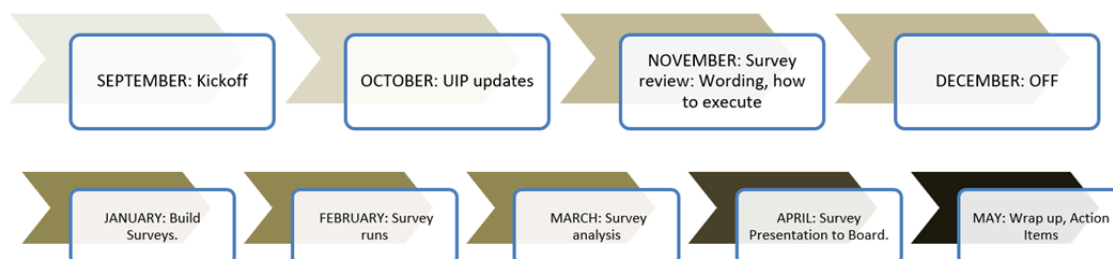 SEPTEMBER: Kickoff
OCTOBER: UIP updates
NOVEMBER: Survey
review: Wording, how
to execute
DECEMBER: OFF
JANUARY: Build
Surveys.
FEBRUARY: Survey
runs
MARCH: Survey
analysis
APRIL: Survey
Presentation to Board.
MAY: Wrap up, Action
Items